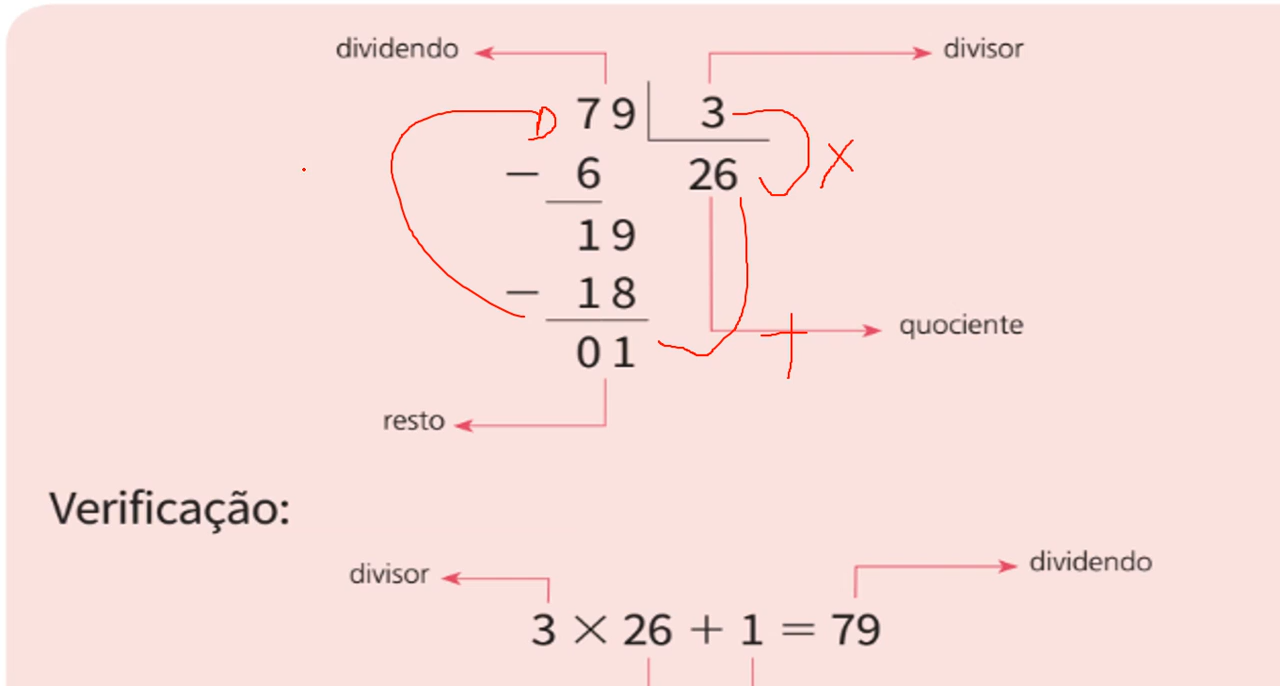 dividendo divisor
79 3
- 6 26 ×
19
- 18
quociente +
01
resto
Verificação:
divisor dividendo
3 × 26 + 1 = 79